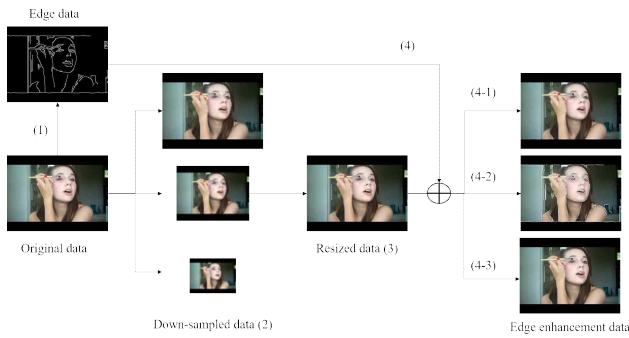 Edge data
(4)
(4-1)
(1)
(4-2)
Original data
Resized data (3)
(4-3)
Down-sampled data (2)
Edge enhancement data